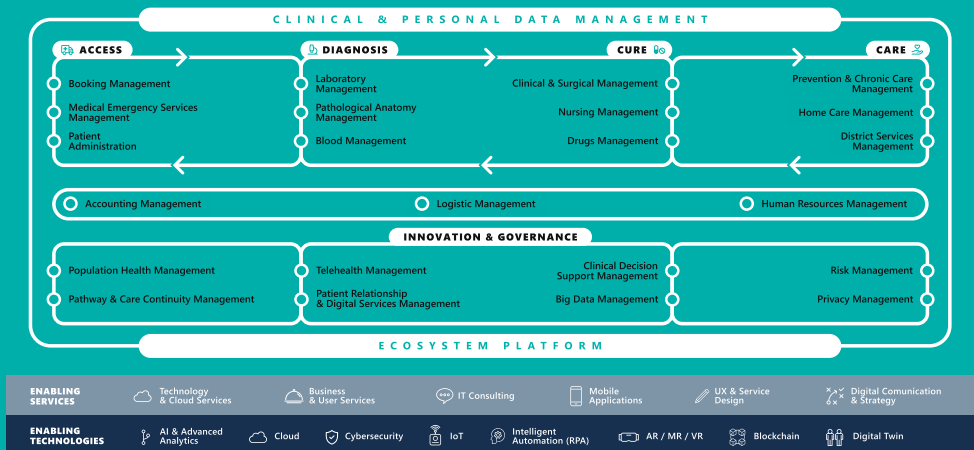 CLINICAL & PERSONAL DATA MANAGEMENT
ACCESS
DIAGNOSIS
CURE
CARE
Booking Management
Medical Emergency Services
Management
Patient
Administration
Laboratory
Management
Pathological Anatomy
Management
Blood Management
Clinical & Surgical Management
Nursing Management
Drugs Management
Prevention & Chronic Care
Management
Home Care Management
District Services
Management
Accounting Management
Logistic Management
Human Resources Management
INNOVATION & GOVERNANCE
Population Health Management
Pathway & Care Continuity Management
Telehealth Management
Patient Relationship
& Digital Services Management
Clinical Decision
Support Management
Big Data Management
Risk Management
Privacy Management
ECOSYSTEM PLATFORM
ENABLING
SERVICES
Technology
& Cloud Services
Business
& User Services
IT Consulting
Mobile
Applications
UX & Service
Design
Digital Comunication
& Strategy
ENABLING
TECHNOLOGIES
AI & Advanced
Analytics
Cloud
Cybersecurity
IoT
Intelligent
Automation (RPA)
AR / MR / VR
Blockchain
Digital Twin